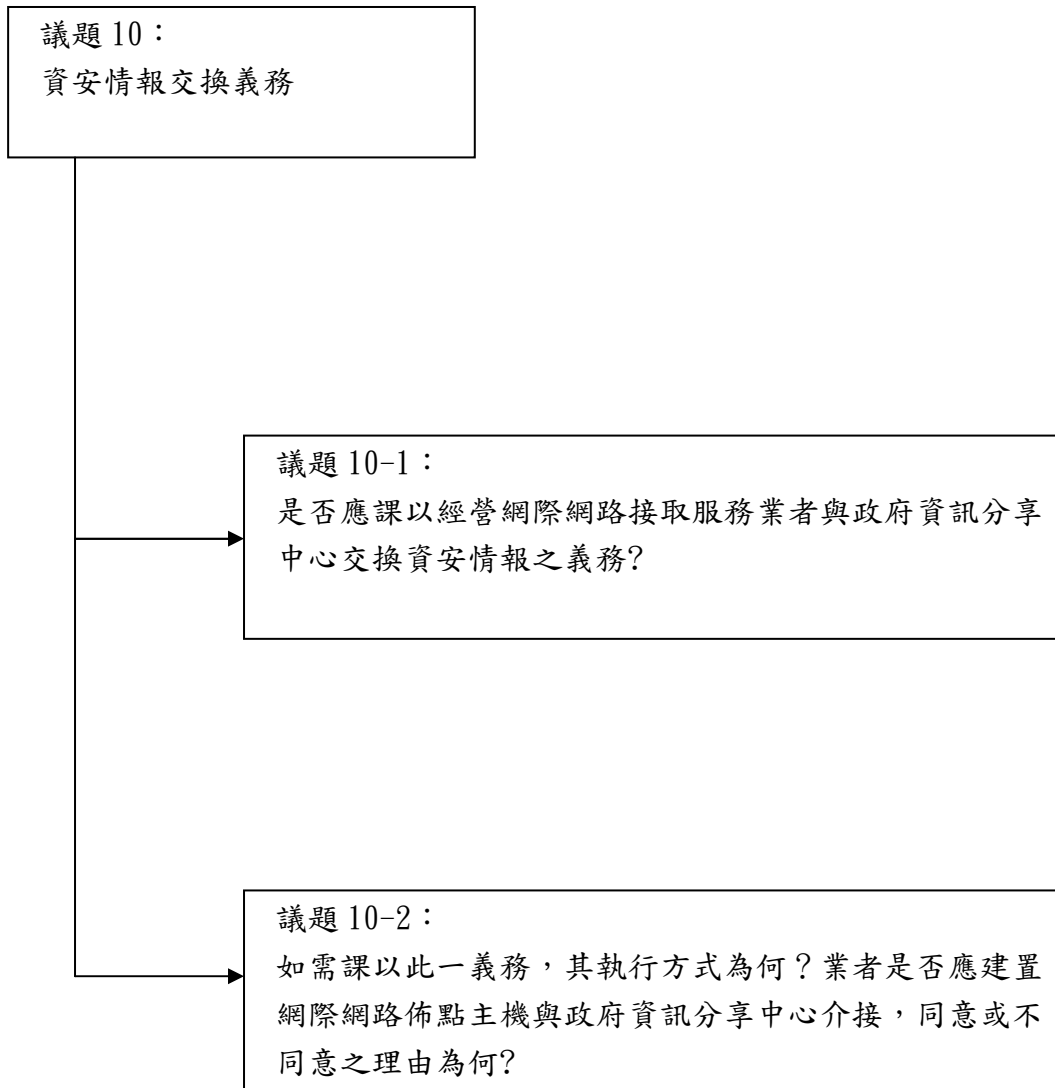 議題 10：
資安情報交換義務
議題 10-1：
是否應課以經營網際網路接取服務業者與政府資訊分享
中心交換資安情報之義務?
議題 10-2：
如需課以此一義務，其執行方式為何？業者是否應建置
網際網路佈點主機與政府資訊分享中心介接，同意或不
同意之理由為何?